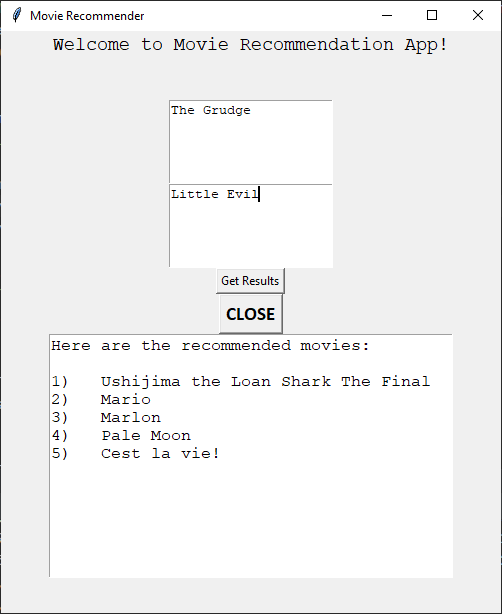 Movie Recommender
Welcome to Movie Recommendation App!
The Grudge
Little Evil
Get Results
CLOSE
Here are the recommended movies:
1) Ushijima the Loan Shark The Final
2) Mario
3) Marlon
4) Pale Moon
5) Cest la vie!